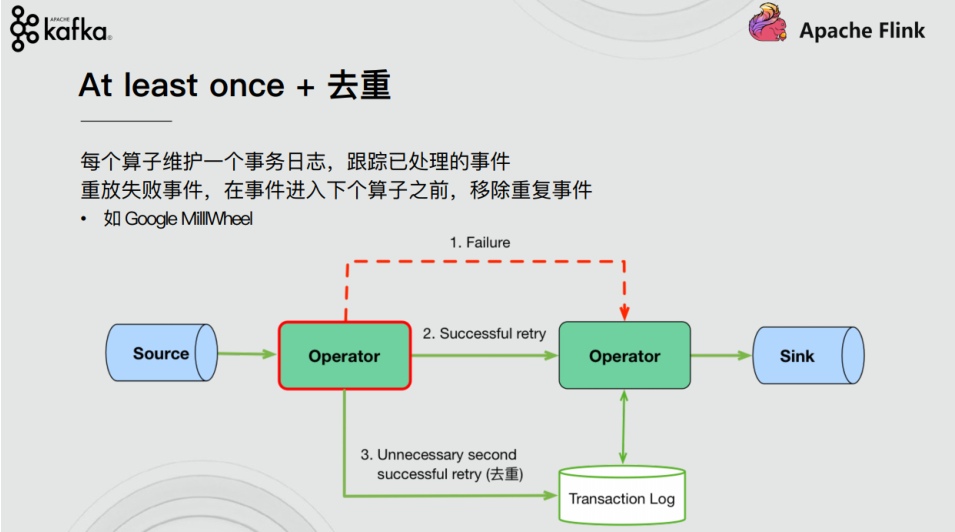 APACHE
kafka
Apache Flink
At least once + 去重
每个算子维护一个事务日志，跟踪已处理的事件
重放失败事件，在事件进入下个算子之前，移除重复事件
• 如 Google MillWheel
1. Failure
Source
Operator
2. Successful retry
Operator
Sink
3. Unnecessary second
successful retry (去重)
Transaction Log